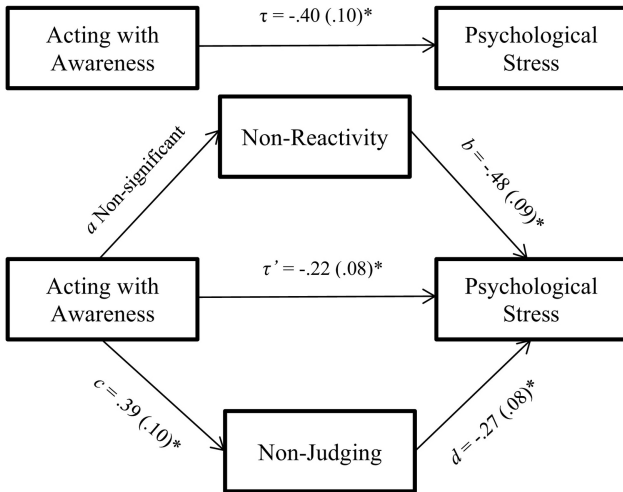 Acting with
Awareness
τ = -.40 (.10)*
Psychological
Stress
Non-Reactivity
a Non-significant
b = -.48 (.09)*
Acting with
Awareness
τ’ = -.22 (.08)*
Psychological
Stress
c = .39 (.10)*
d = -.27 (.08)*
Non-Judging